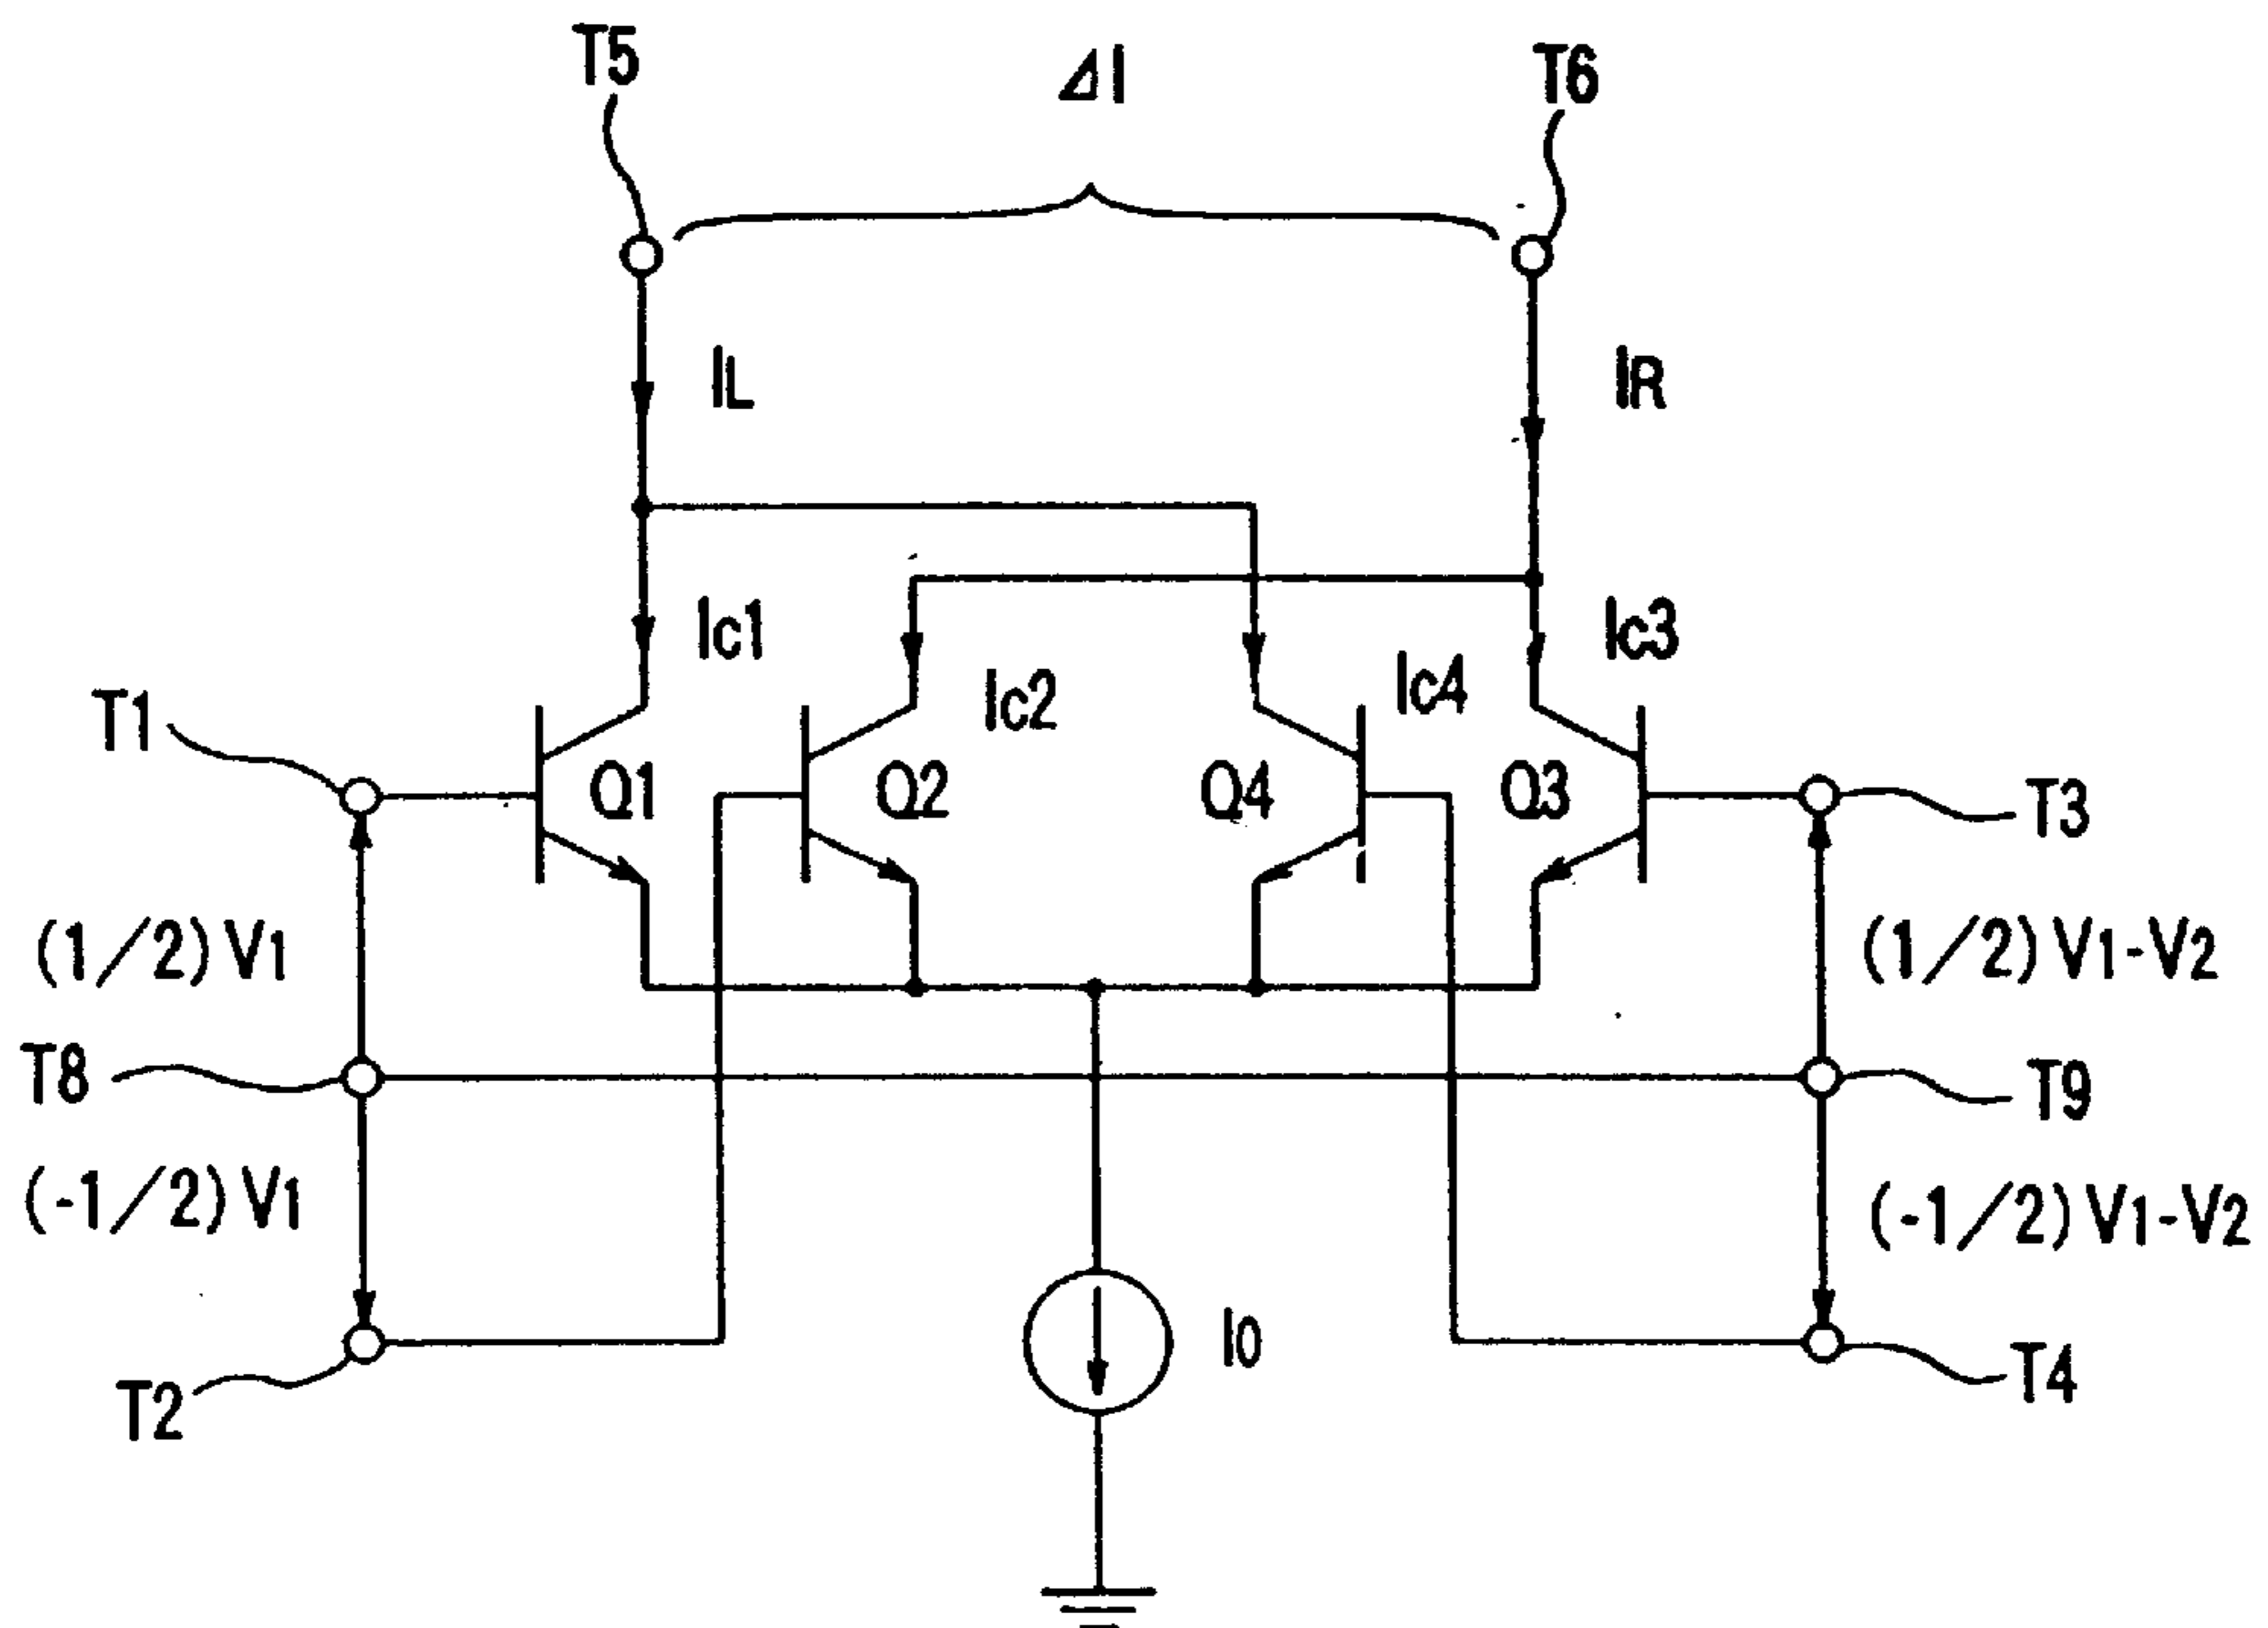 T5
ΔI
T6
IL
IR
Ic1
Ic2
Ic4
Ic3
T1
Q1
Q2
Q4
Q3
T3
(1/2)V1
(1/2)V1-V2
T8
T9
(-1/2)V1
(-1/2)V1-V2
I0
T2
T4